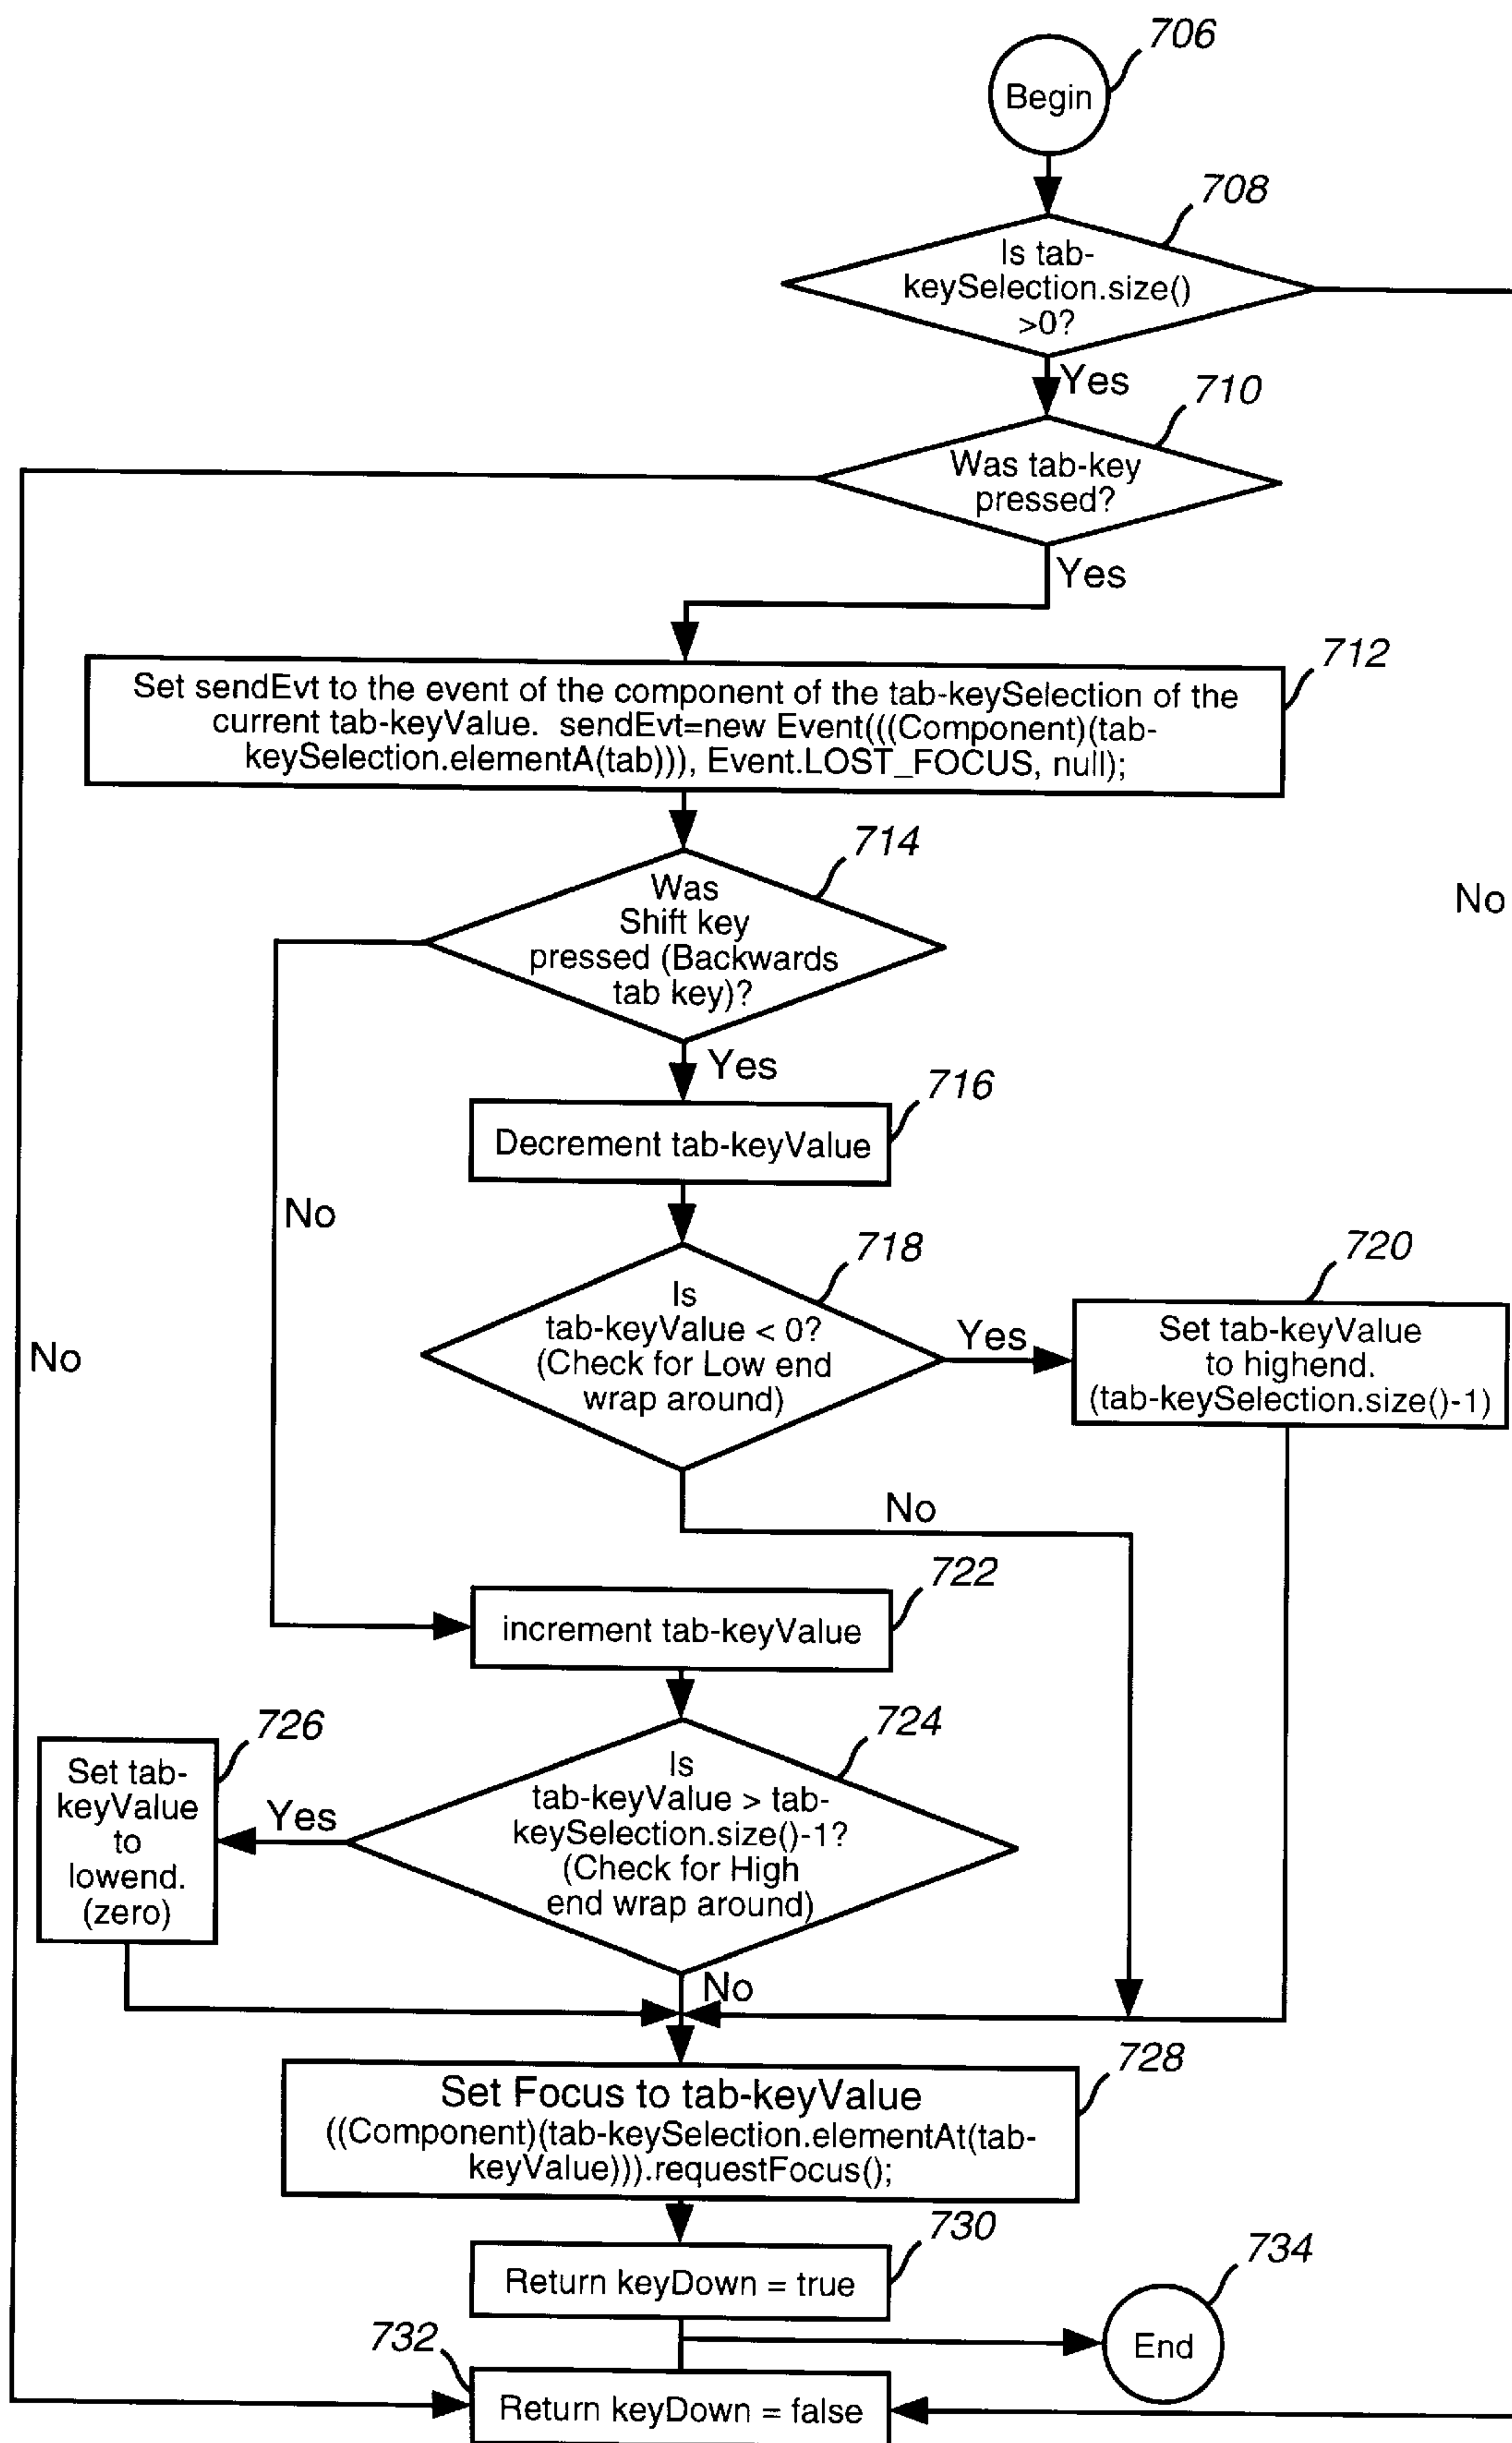 706
Begin
708
Is tab-
keySelection.size()
>0?
Yes
710
Was tab-key
pressed?
Yes
712
Set sendEvt to the event of the component of the tab-keySelection of the
current tab-keyValue. sendEvt=new Event(((Component)(tab-
keySelection.elementA(tab))), Event.LOST_FOCUS, null);
714
Was
Shift key
pressed (Backwards
tab key)?
No
Yes
716
Decrement tab-keyValue
No
718
Is
tab-keyValue < 0?
(Check for Low end
wrap around)
Yes
720
Set tab-keyValue
to highend.
(tab-keySelection.size()-1)
No
No
722
increment tab-keyValue
724
Is
tab-keyValue > tab-
keySelection.size()-1?
(Check for High
end wrap around)
Yes
726
Set tab-
keyValue
to
lowend.
(zero)
No
728
Set Focus to tab-keyValue
((Component)(tab-keySelection.elementAt(tab-
keyValue))).requestFocus();
730
Return keyDown = true
734
End
732
Return keyDown = false